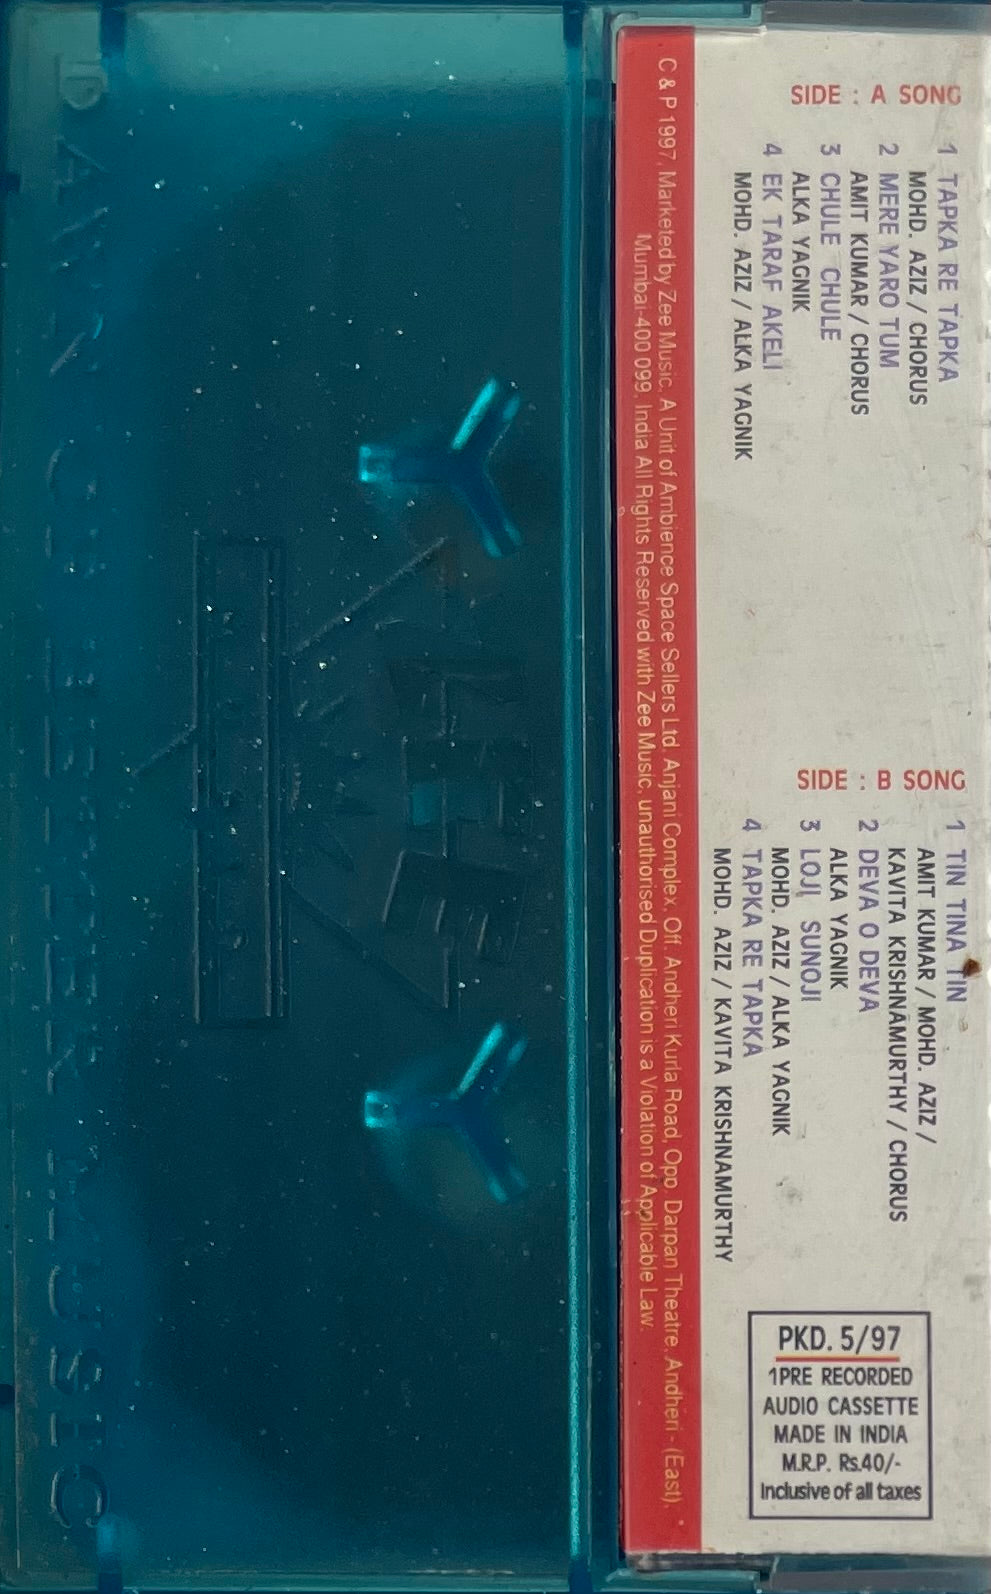 SIDE : A SONG
1 TAPKA RE TAPKA
MOHD. AZIZ / CHORUS
2 MERE YARO TUM
AMIT KUMAR / CHORUS
3 CHULE CHULE
ALKA YAGNIK
4 EK TARAF AKELI
MOHD. AZIZ / ALKA YAGNIK
SIDE : B SONG
1 TIN TINA TIN
AMIT KUMAR / MOHD. AZIZ /
KAVITA KRISHNAMURTHY / CHORUS
2 DEVA O DEVA
ALKA YAGNIK
3 LOJI, SUNOJI
MOHD. AZIZ / ALKA YAGNIK
4 TAPKA RE TAPKA
MOHD. AZIZ / KAVITA KRISHNAMURTHY
PKD. 5/97
1PRE RECORDED
AUDIO CASSETTE
MADE IN INDIA
M.R.P. Rs.40/-
Inclusive of all taxes
C & P 1997, Marketed by Zee Music. A Unit of Ambience Space Sellers Ltd. Anjani Complex, Off. Andheri Kurla Road, Opp. Darpan Theatre. Andheri - (East),
Mumbai-400 099. India All Rights Reserved with Zee Music, unauthorised Duplication is a Violation of Applicable Law.
DAWN OF BETTER MUSIC